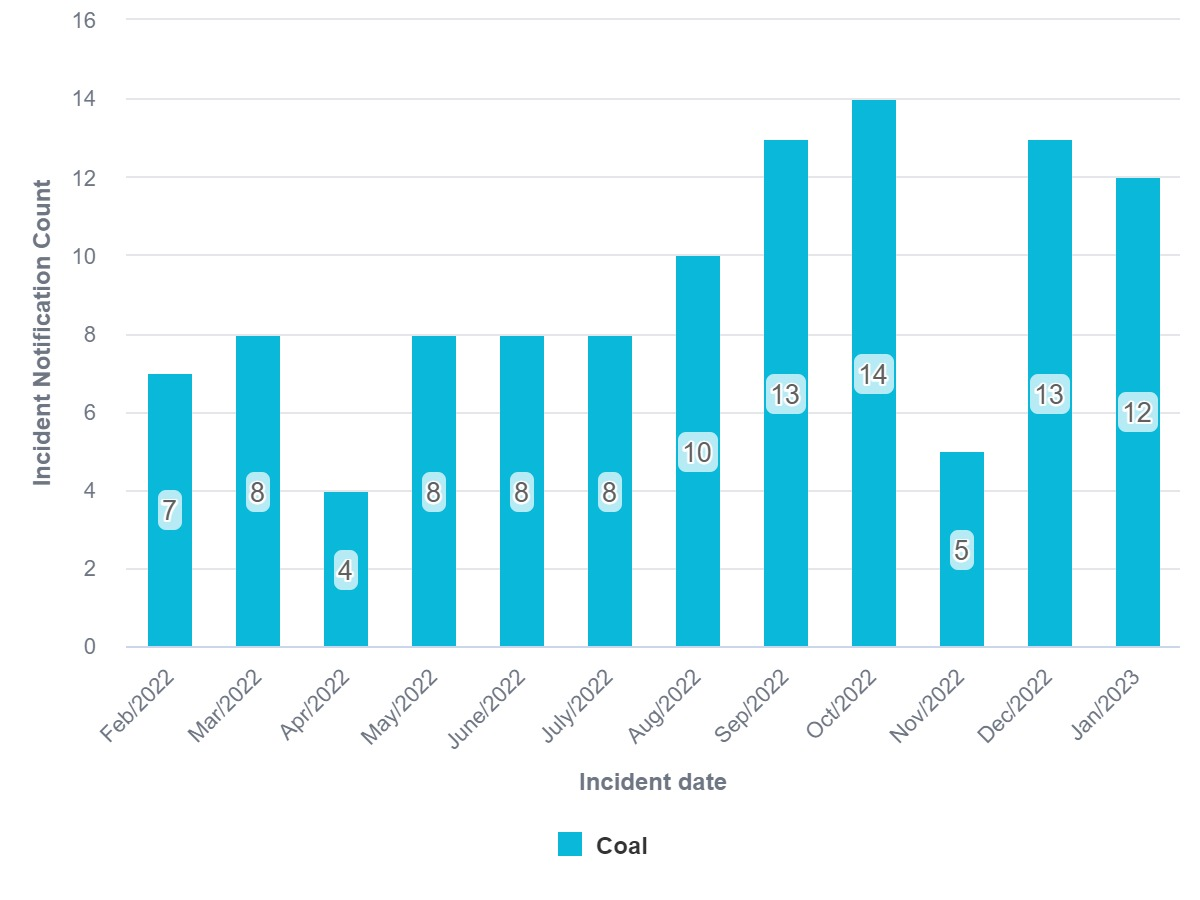 16
14
12
10
8
6
4
2
0
Incident Notification Count
7
8
4
8
8
8
10
13
14
5
13
12
Feb/2022
Mar/2022
Apr/2022
May/2022
June/2022
July/2022
Aug/2022
Sep/2022
Oct/2022
Nov/2022
Dec/2022
Jan/2023
Incident date
Coal